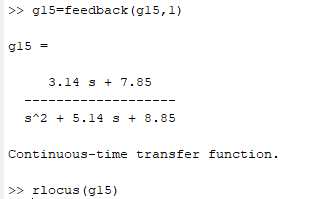 >> g15=feedback(g15,1)
g15 =
3.14 s + 7.85
-------------------
s^2 + 5.14 s + 8.85
Continuous-time transfer function.
>> rlocus(g15)